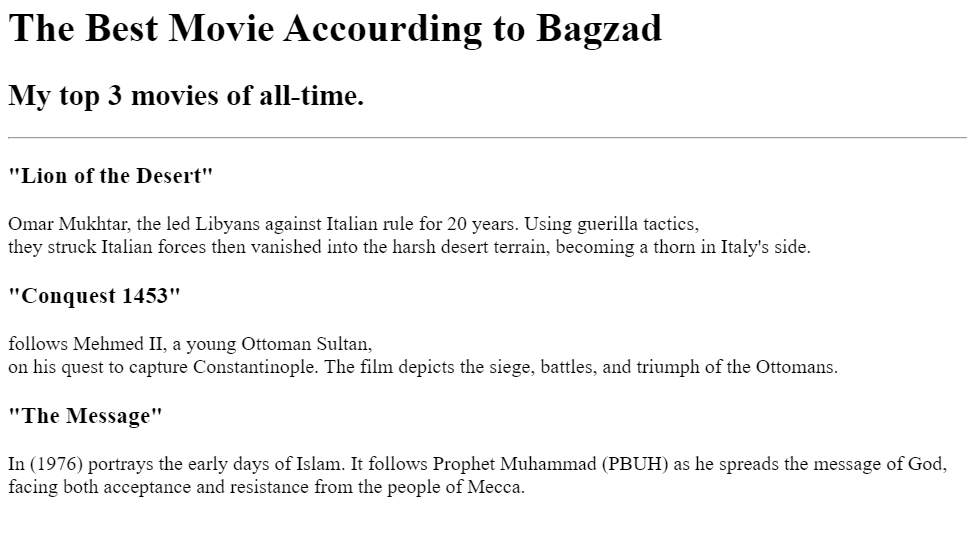 The Best Movie Accourding to Bagzad
My top 3 movies of all-time.
"Lion of the Desert"
Omar Mukhtar, the led Libyans against Italian rule for 20 years. Using guerilla tactics,
they struck Italian forces then vanished into the harsh desert terrain, becoming a thorn in Italy's side.
"Conquest 1453"
follows Mehmed II, a young Ottoman Sultan,
on his quest to capture Constantinople. The film depicts the siege, battles, and triumph of the Ottomans.
"The Message"
In (1976) portrays the early days of Islam. It follows Prophet Muhammad (PBUH) as he spreads the message of God,
facing both acceptance and resistance from the people of Mecca.